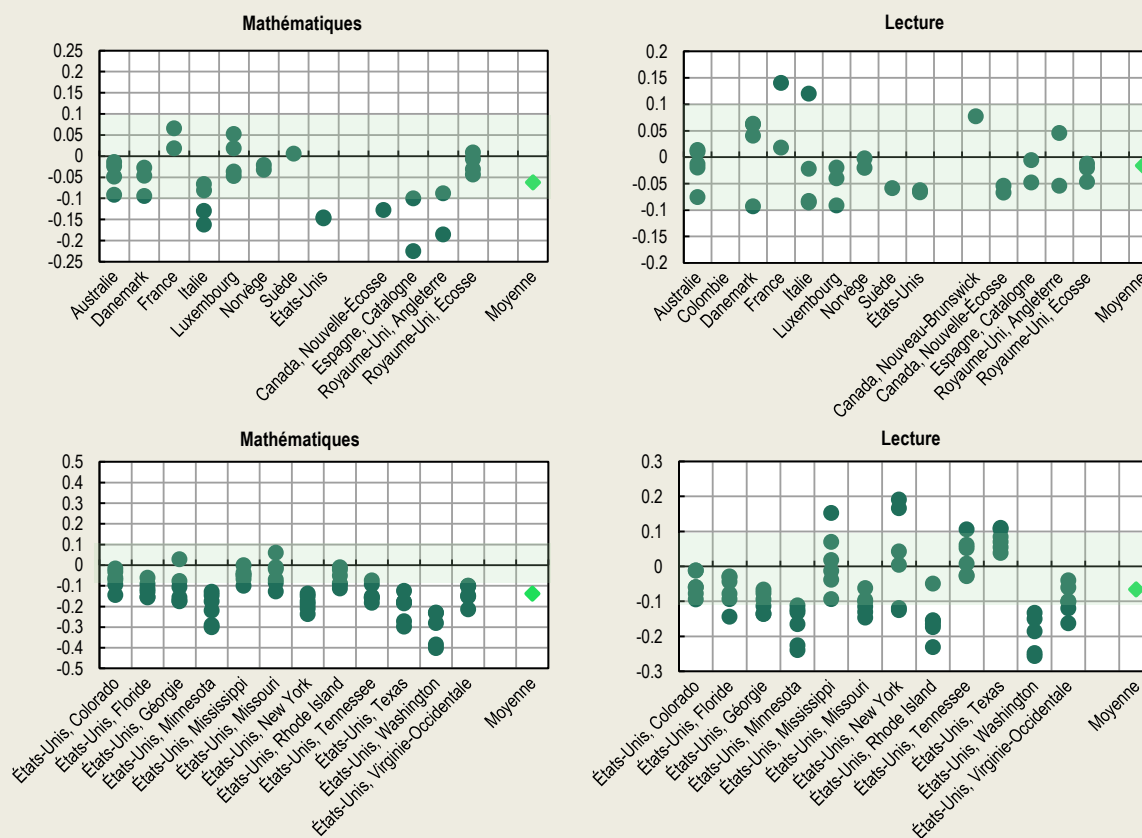 Mathématiques
0.25
0.2
0.15
0.1
0.05
0
-0.05
-0.1
-0.15
-0.2
-0.25
Australie
Danemark
France
Italie
Luxembourg
Norvège
Suède
États-Unis
Canada, Nouvelle-Écosse
Espagne, Catalogne
Royaume-Uni, Angleterre
Royaume-Uni, Écosse
Moyenne
Lecture
0.2
0.15
0.1
0.05
0
-0.05
-0.1
-0.15
-0.2
Australie
Colombie
Danemark
France
Italie
Luxembourg
Norvège
Suède
États-Unis
Canada, Nouveau-Brunswick
Canada, Nouvelle-Écosse
Espagne, Catalogne
Royaume-Uni, Angleterre
Royaume-Uni, Écosse
Moyenne
Mathématiques
0.5
0.4
0.3
0.2
0.1
0
-0.1
-0.2
-0.3
-0.4
-0.5
États-Unis, Colorado
États-Unis, Floride
États-Unis, Géorgie
États-Unis, Minnesota
États-Unis, Mississippi
États-Unis, Missouri
États-Unis, New York
États-Unis, Rhode Island
États-Unis, Tennessee
États-Unis, Texas
États-Unis, Washington
États-Unis, Virginie-Occidentale
Moyenne
Lecture
0.3
0.2
0.1
0
-0.1
-0.2
-0.3
États-Unis, Colorado
États-Unis, Floride
États-Unis, Géorgie
États-Unis, Minnesota
États-Unis, Mississippi
États-Unis, Missouri
États-Unis, New York
États-Unis, Rhode Island
États-Unis, Tennessee
États-Unis, Texas
États-Unis, Washington
États-Unis, Virginie-Occidentale
Moyenne